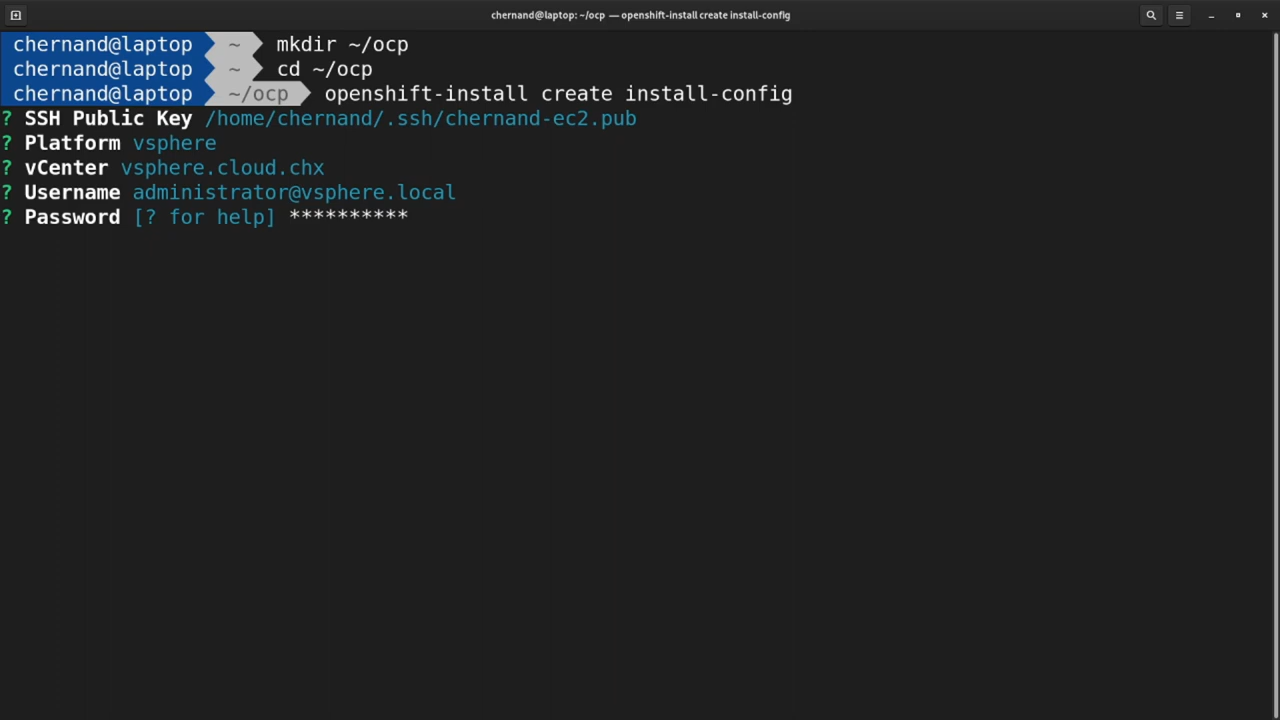 chernand@laptop: ~/ocp — openshift-install create install-config
chernand@laptop ~ mkdir ~/ocp
chernand@laptop ~ cd ~/ocp
chernand@laptop ~/ocp openshift-install create install-config
? SSH Public Key /home/chernand/.ssh/chernand-ec2.pub
? Platform vsphere
? vCenter vsphere.cloud.chx
? Username administrator@vsphere.local
? Password [? for help] **********